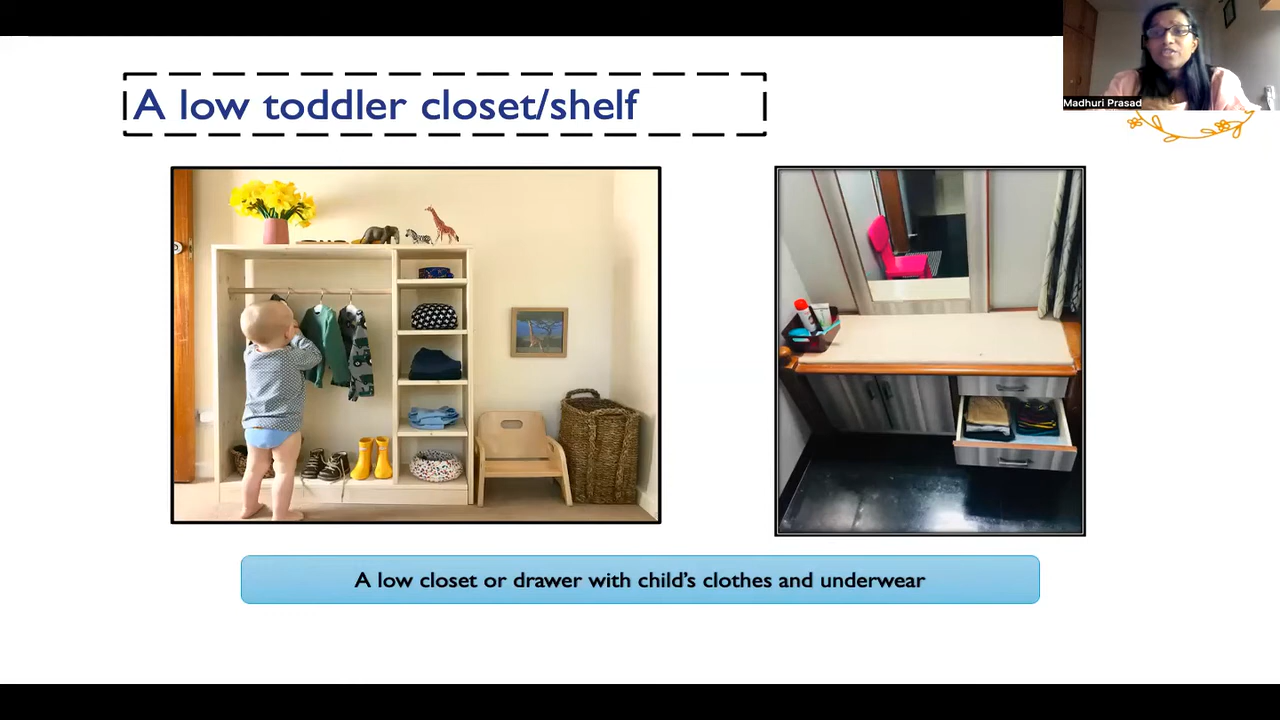 A low toddler closet/shelf
Madhuri Prasad
A low closet or drawer with child's clothes and underwear